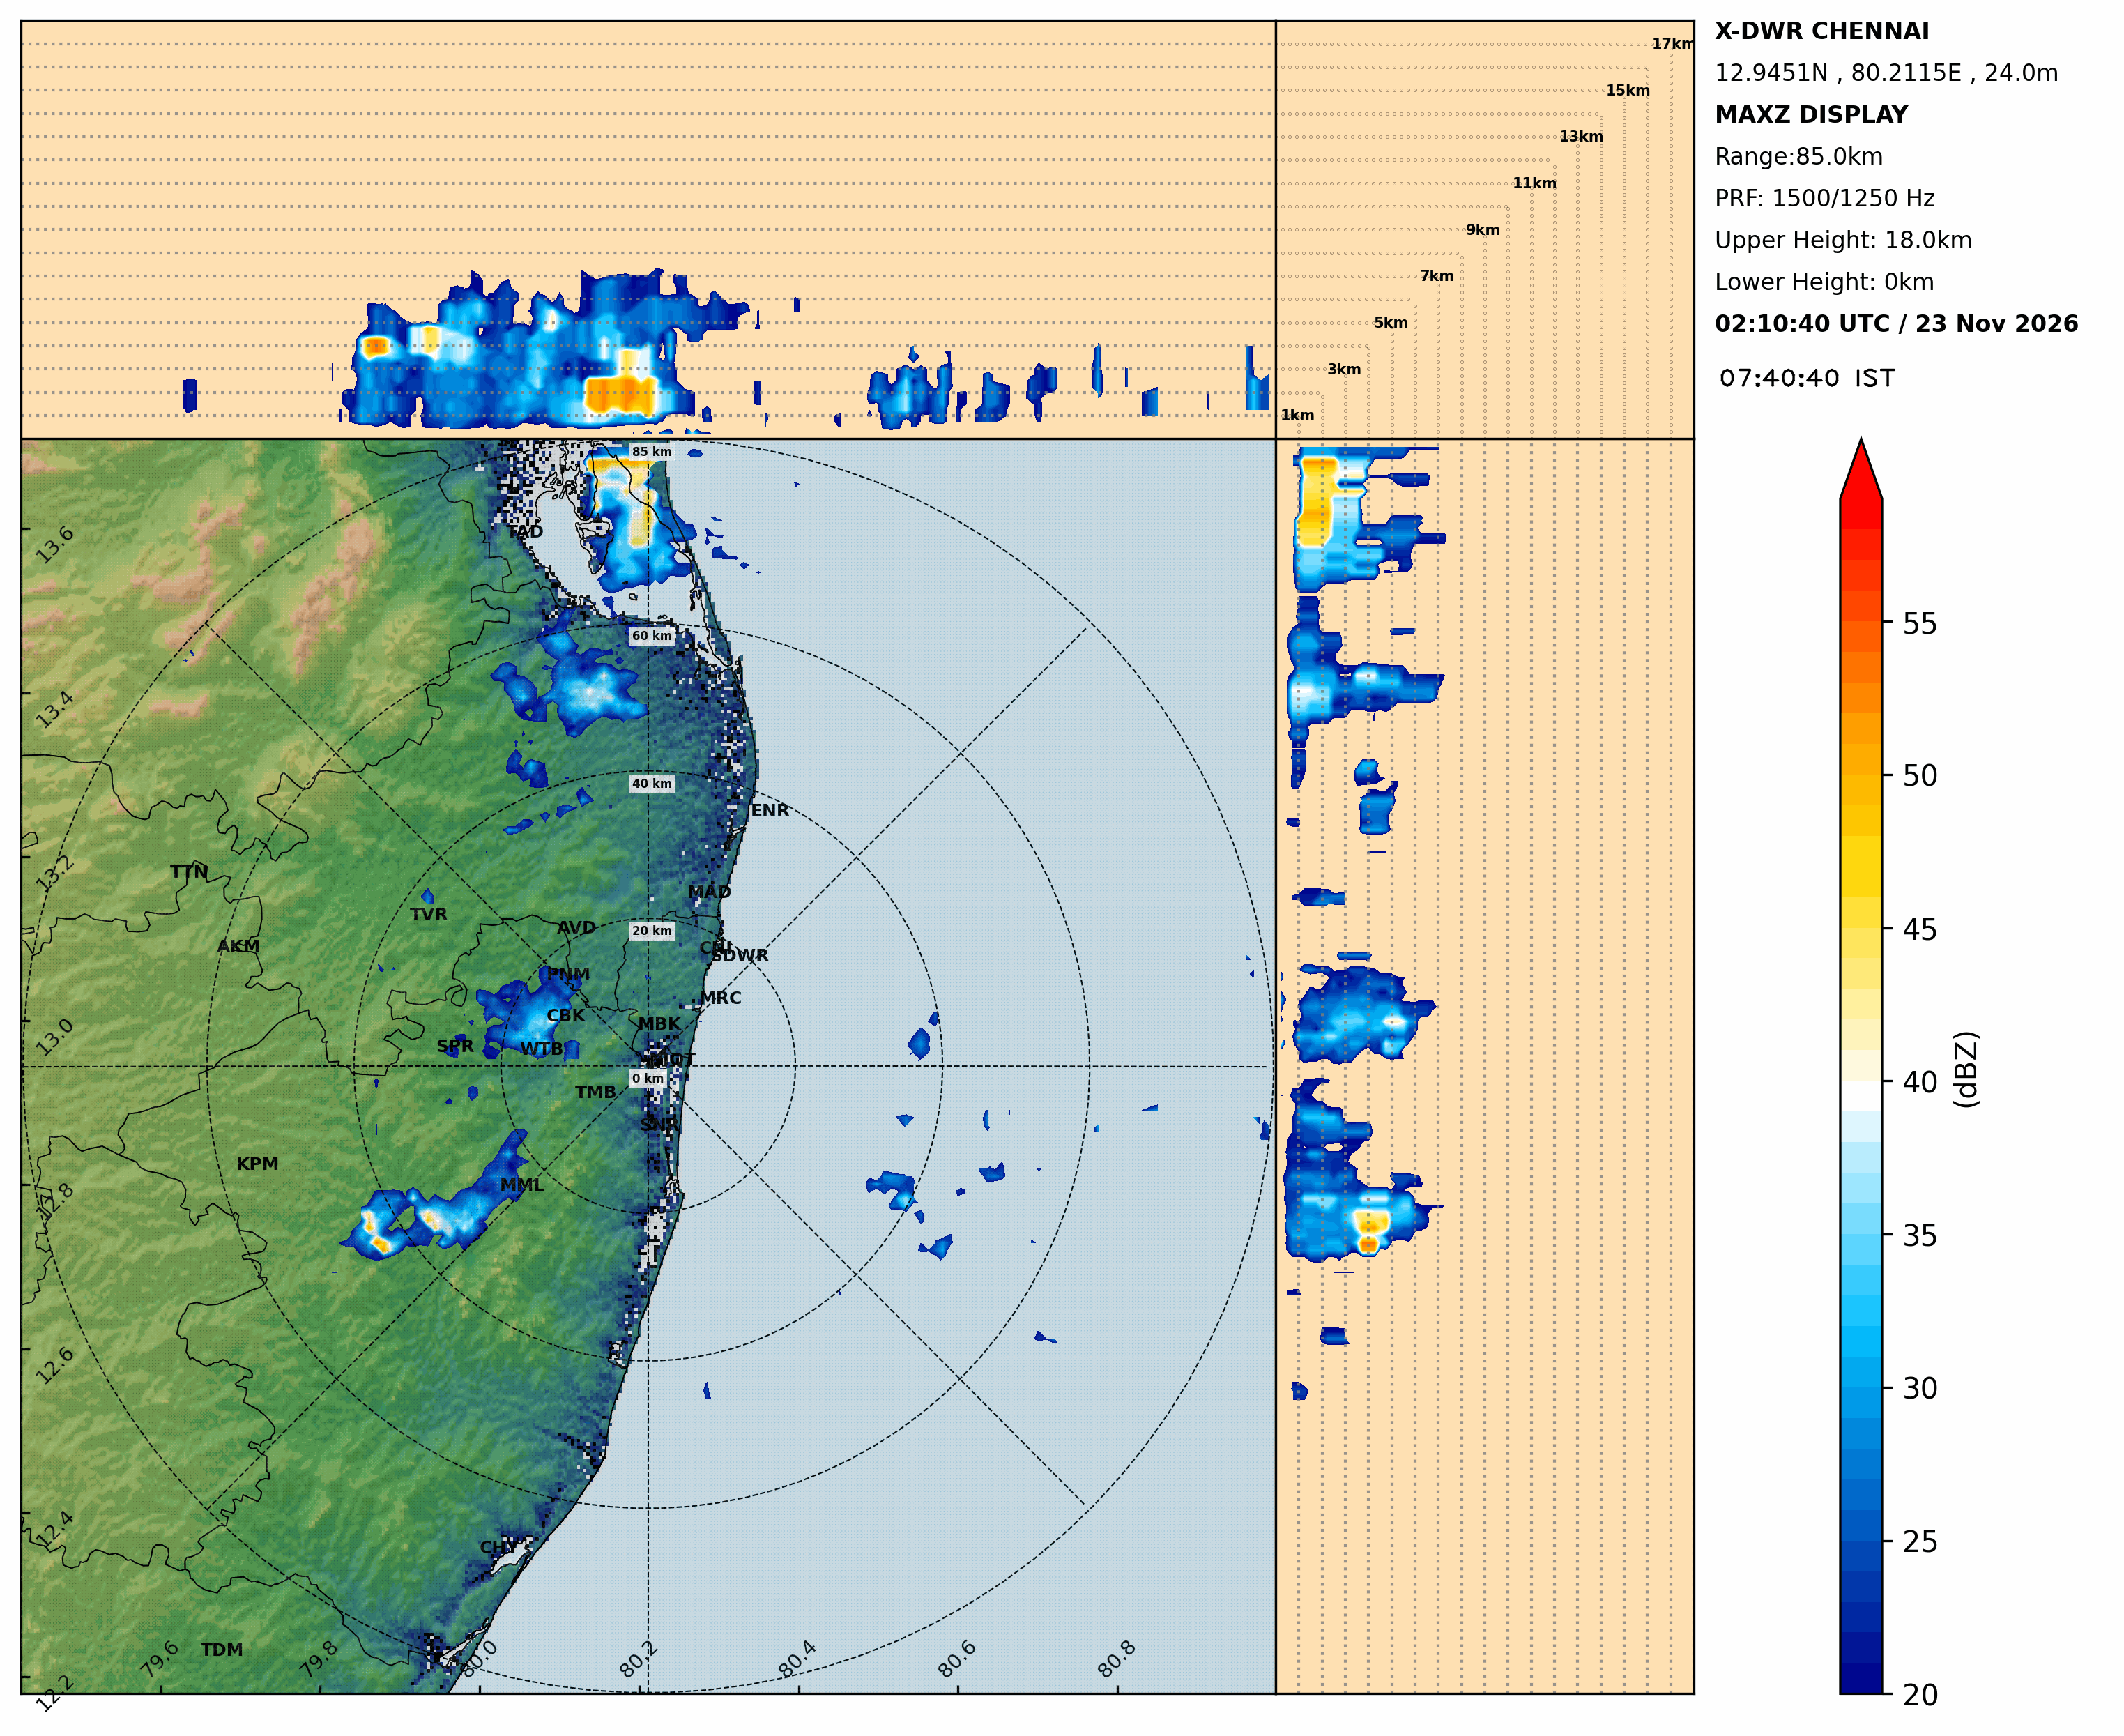 X-DWR CHENNAI
12.9451N , 80.2115E , 24.0m
MAXZ DISPLAY
Range:85.0km
PRF: 1500/1250 Hz
Upper Height: 18.0km
Lower Height: 0km
02:10:40 UTC / 23 Nov 2026
07:40:40 IST
17km
15km
13km
11km
9km
7km
5km
3km
1km
85 km
TAD
60 km
40 km
ENR
TTN
MAD
TVR
AVD
20 km
AKM
CNI
SDWR
PNM
MRC
CBK
MBK
SPR
WTB
0 km
TMB
SNR
KPM
MML
CHY
TDM
13.6
13.4
13.2
13.0
12.8
12.6
12.4
12.2
79.6
79.8
80.0
80.2
80.4
80.6
80.8
55
50
45
40
35
30
25
20
(dBZ)